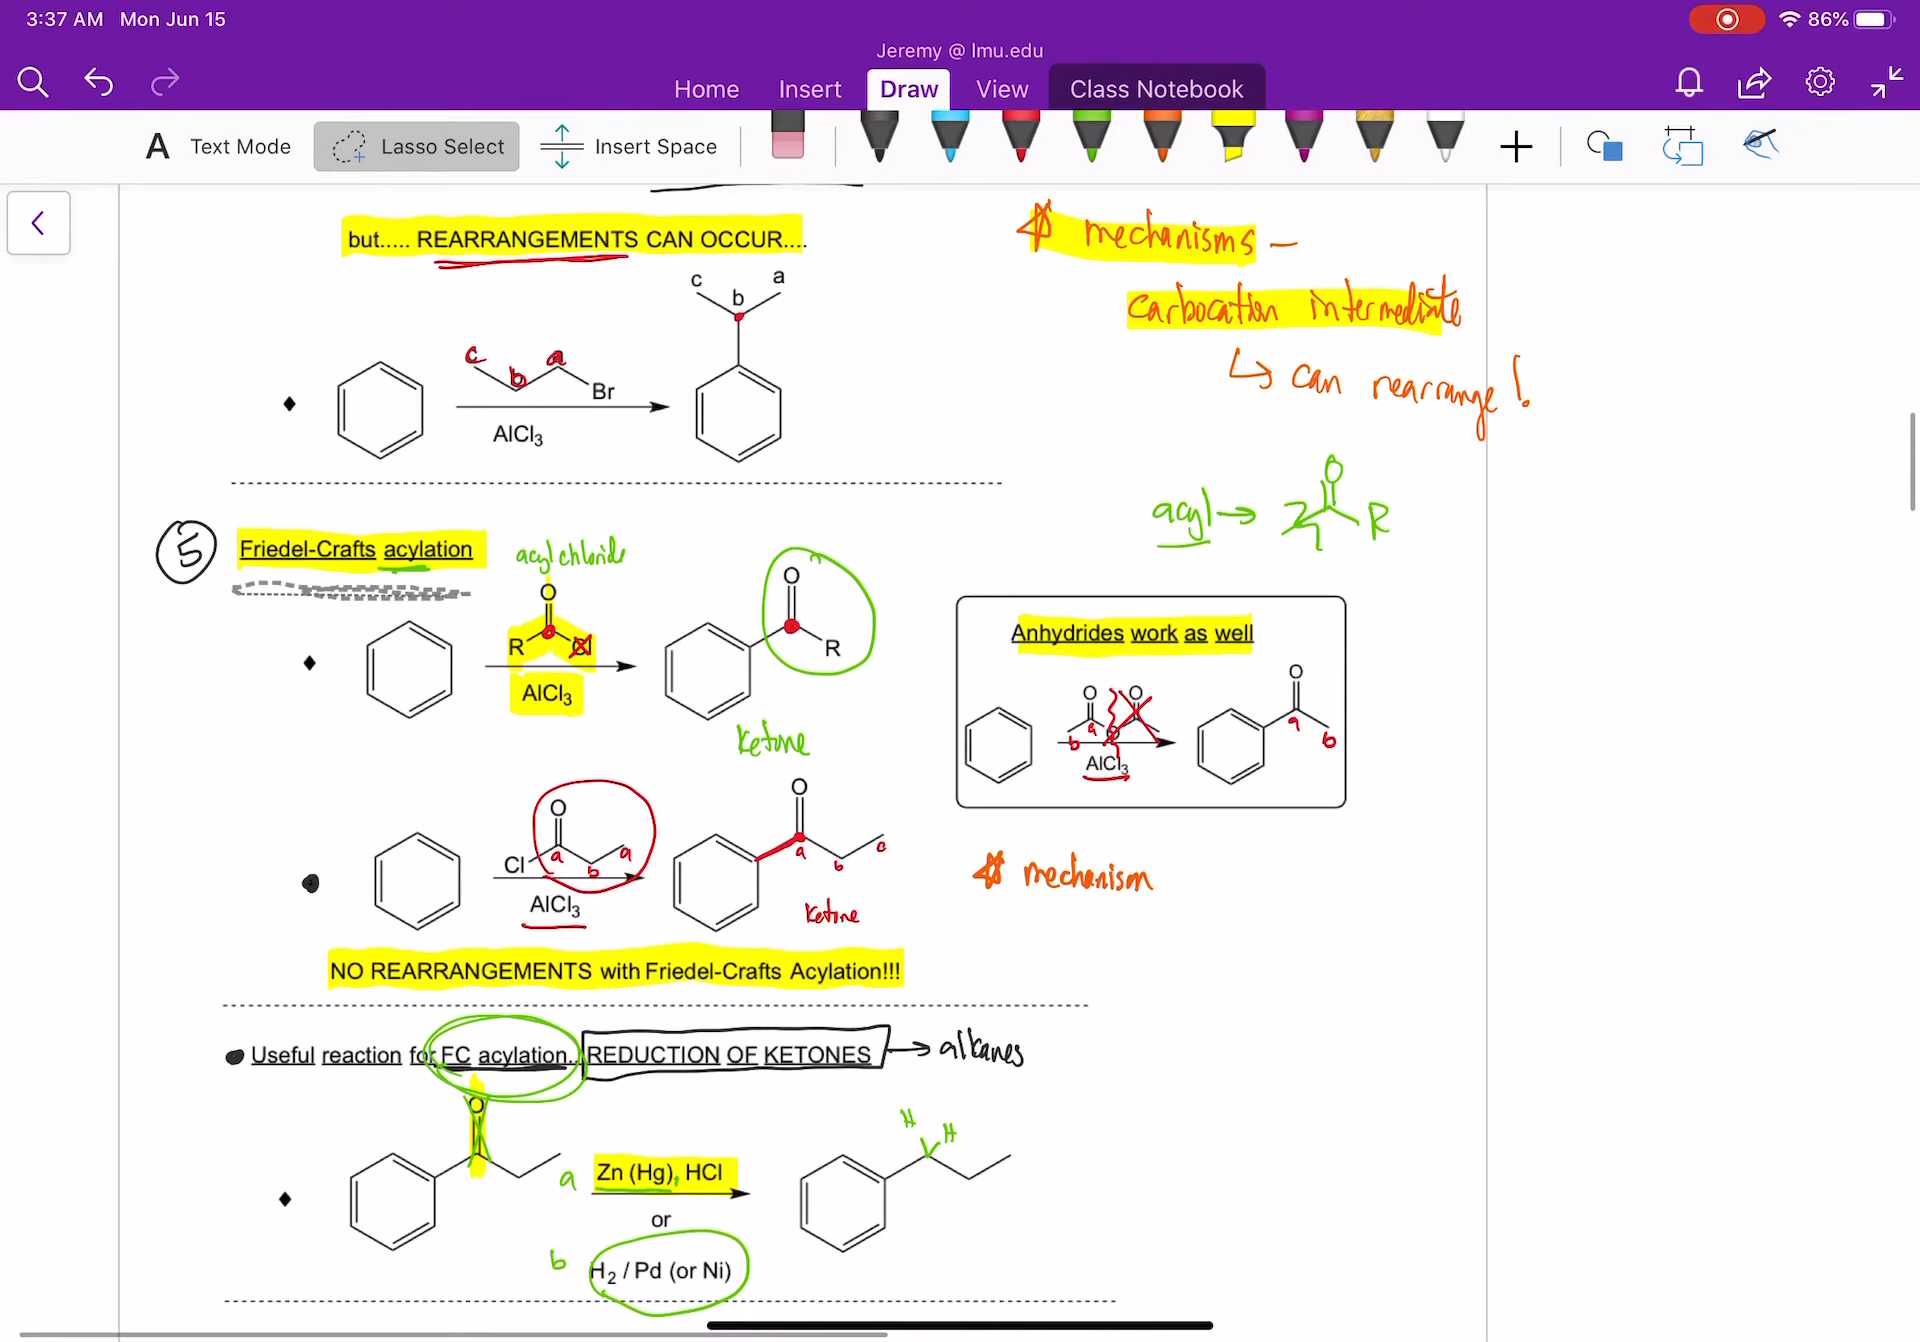 3:37 AM Mon Jun 15
86%
Jeremy @ lmu.edu
Home Insert Draw View Class Notebook
A Text Mode Lasso Select Insert Space
but..... REARRANGEMENTS CAN OCCUR....
mechanisms –
carbocation intermediate
↳ can rearrange!
c a
b
c b a Br
AlCl3
acyl → O R
5 Friedel-Crafts acylation
acyl chloride
O
R Cl
AlCl3
O
R
Ketone
Anhydrides work as well
O O
b a O
AlCl3
O
a b
O
Cl a b a
AlCl3
O
a b c
Ketone
mechanism
NO REARRANGEMENTS with Friedel-Crafts Acylation!!!
Useful reaction for FC acylation... REDUCTION OF KETONES → alkanes
O
a Zn (Hg), HCl
or
b H2 / Pd (or Ni)
H H